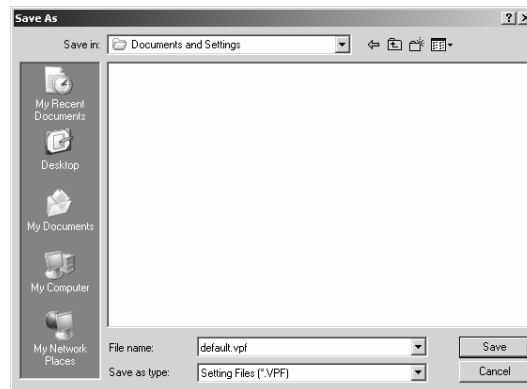 Save As
Save in: Documents and Settings
My Recent
Documents
Desktop
My Documents
My Computer
My Network
Places
File name: default.vpf Save
Save as type: Setting Files (*.VPF) Cancel